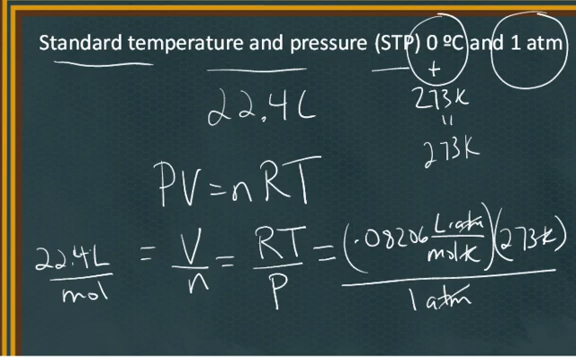 Standard temperature and pressure (STP) 0 ºC and 1 atm
+
22.4L 273K
=
273K
PV=nRT
22.4L/mol = V/n = RT/P = (.08206 L·atm/mol·K)(273K)/1 atm